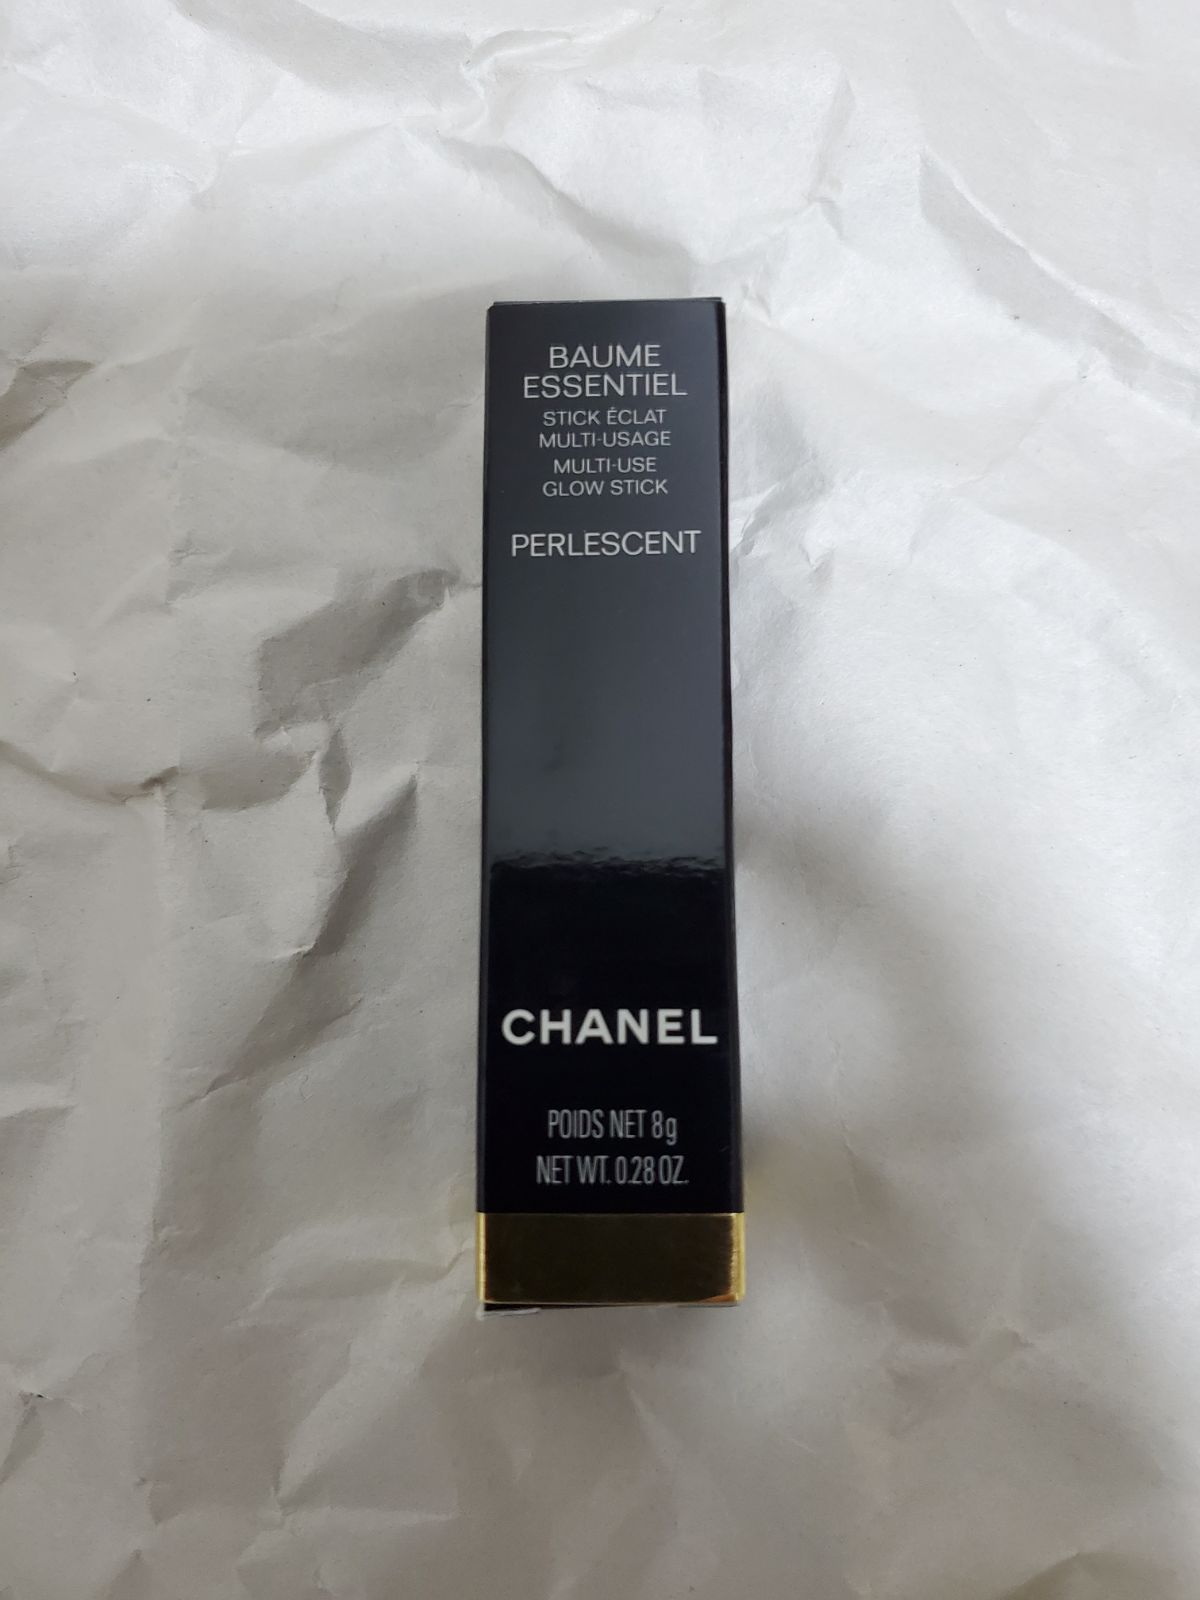 BAUME
ESSENTIEL
STICK ÉCLAT
MULTI-USAGE
MULTI-USE
GLOW STICK
PERLESCENT
CHANEL
POIDS NET 8g
NET WT. 0.28 OZ.